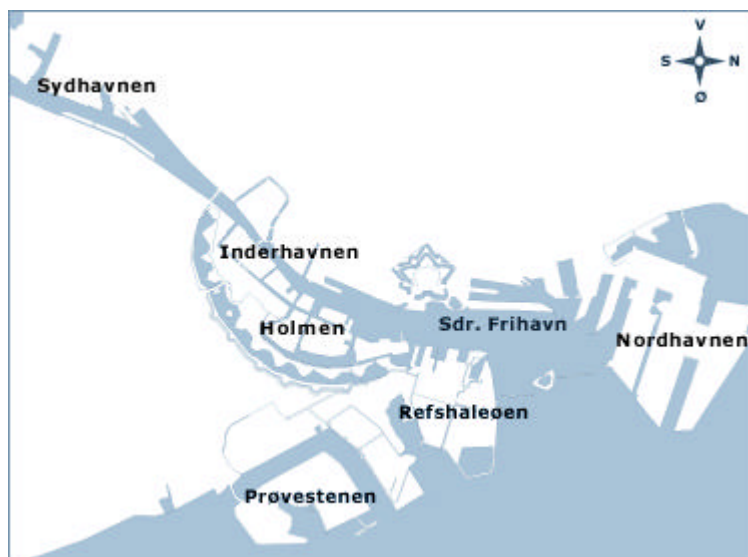 V
S N
Ø
Sydhavnen
Inderhavnen
Holmen
Sdr. Frihavn
Nordhavnen
Refshaleøen
Prøvestenen